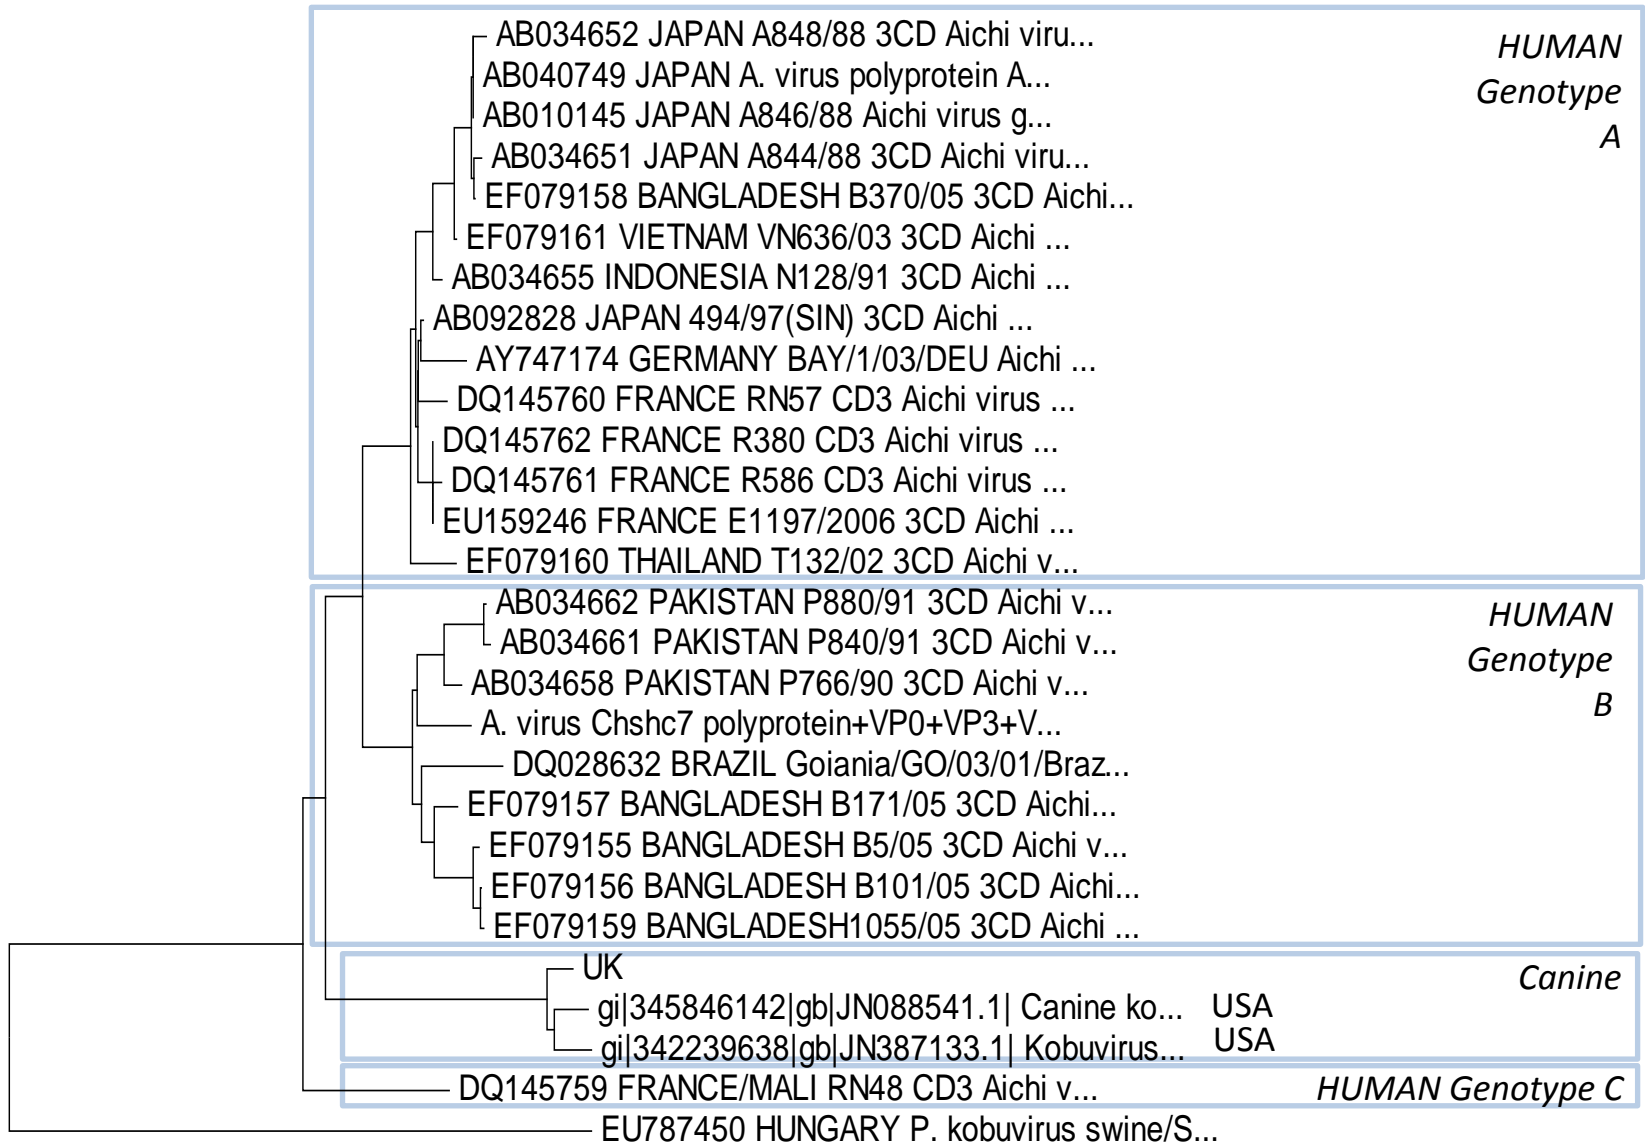 AB034652 JAPAN A848/88 3CD Aichi viru...
HUMAN
Genotype
A
AB040749 JAPAN A. virus polyprotein A...
AB010145 JAPAN A846/88 Aichi virus g...
AB034651 JAPAN A844/88 3CD Aichi viru...
EF079158 BANGLADESH B370/05 3CD Aichi...
EF079161 VIETNAM VN636/03 3CD Aichi ...
AB034655 INDONESIA N128/91 3CD Aichi ...
AB092828 JAPAN 494/97(SIN) 3CD Aichi ...
AY747174 GERMANY BAY/1/03/DEU Aichi ...
DQ145760 FRANCE RN57 CD3 Aichi virus ...
DQ145762 FRANCE R380 CD3 Aichi virus ...
DQ145761 FRANCE R586 CD3 Aichi virus ...
EU159246 FRANCE E1197/2006 3CD Aichi ...
EF079160 THAILAND T132/02 3CD Aichi v...
AB034662 PAKISTAN P880/91 3CD Aichi v...
HUMAN
Genotype
B
AB034661 PAKISTAN P840/91 3CD Aichi v...
AB034658 PAKISTAN P766/90 3CD Aichi v...
A. virus Chshc7 polyprotein+VP0+VP3+V...
DQ028632 BRAZIL Goiania/GO/03/01/Braz...
EF079157 BANGLADESH B171/05 3CD Aichi...
EF079155 BANGLADESH B5/05 3CD Aichi v...
EF079156 BANGLADESH B101/05 3CD Aichi...
EF079159 BANGLADESH1055/05 3CD Aichi ...
UK
Canine
gi|345846142|gb|JN088541.1| Canine ko... USA
gi|342239638|gb|JN387133.1| Kobuvirus... USA
DQ145759 FRANCE/MALI RN48 CD3 Aichi v... HUMAN Genotype C
EU787450 HUNGARY P. kobuvirus swine/S...